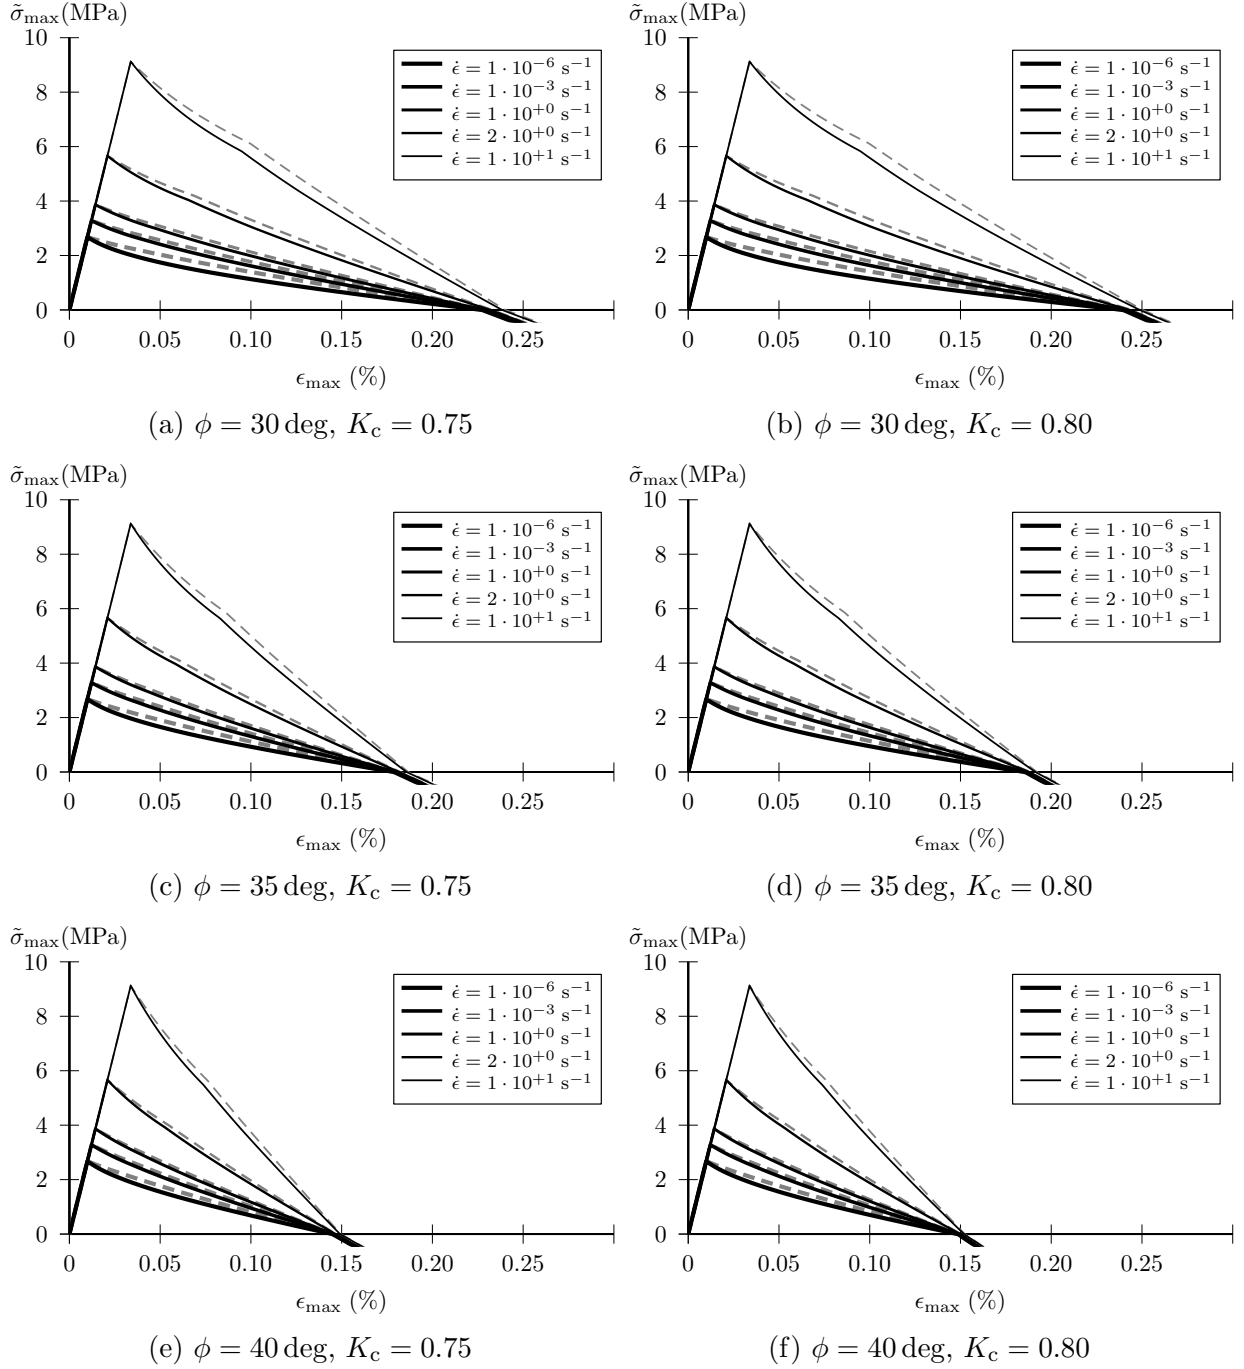 σ̃max(MPa)
10
8
6
4
2
0
0 0.05 0.10 0.15 0.20 0.25
ϵmax (%)
ϵ̇ = 1 · 10⁻⁶ s⁻¹
ϵ̇ = 1 · 10⁻³ s⁻¹
ϵ̇ = 1 · 10⁺⁰ s⁻¹
ϵ̇ = 2 · 10⁺⁰ s⁻¹
ϵ̇ = 1 · 10⁺¹ s⁻¹
(a) ϕ = 30 deg, Kc = 0.75
σ̃max(MPa)
10
8
6
4
2
0
0 0.05 0.10 0.15 0.20 0.25
ϵmax (%)
ϵ̇ = 1 · 10⁻⁶ s⁻¹
ϵ̇ = 1 · 10⁻³ s⁻¹
ϵ̇ = 1 · 10⁺⁰ s⁻¹
ϵ̇ = 2 · 10⁺⁰ s⁻¹
ϵ̇ = 1 · 10⁺¹ s⁻¹
(b) ϕ = 30 deg, Kc = 0.80
σ̃max(MPa)
10
8
6
4
2
0
0 0.05 0.10 0.15 0.20 0.25
ϵmax (%)
ϵ̇ = 1 · 10⁻⁶ s⁻¹
ϵ̇ = 1 · 10⁻³ s⁻¹
ϵ̇ = 1 · 10⁺⁰ s⁻¹
ϵ̇ = 2 · 10⁺⁰ s⁻¹
ϵ̇ = 1 · 10⁺¹ s⁻¹
(c) ϕ = 35 deg, Kc = 0.75
σ̃max(MPa)
10
8
6
4
2
0
0 0.05 0.10 0.15 0.20 0.25
ϵmax (%)
ϵ̇ = 1 · 10⁻⁶ s⁻¹
ϵ̇ = 1 · 10⁻³ s⁻¹
ϵ̇ = 1 · 10⁺⁰ s⁻¹
ϵ̇ = 2 · 10⁺⁰ s⁻¹
ϵ̇ = 1 · 10⁺¹ s⁻¹
(d) ϕ = 35 deg, Kc = 0.80
σ̃max(MPa)
10
8
6
4
2
0
0 0.05 0.10 0.15 0.20 0.25
ϵmax (%)
ϵ̇ = 1 · 10⁻⁶ s⁻¹
ϵ̇ = 1 · 10⁻³ s⁻¹
ϵ̇ = 1 · 10⁺⁰ s⁻¹
ϵ̇ = 2 · 10⁺⁰ s⁻¹
ϵ̇ = 1 · 10⁺¹ s⁻¹
(e) ϕ = 40 deg, Kc = 0.75
σ̃max(MPa)
10
8
6
4
2
0
0 0.05 0.10 0.15 0.20 0.25
ϵmax (%)
ϵ̇ = 1 · 10⁻⁶ s⁻¹
ϵ̇ = 1 · 10⁻³ s⁻¹
ϵ̇ = 1 · 10⁺⁰ s⁻¹
ϵ̇ = 2 · 10⁺⁰ s⁻¹
ϵ̇ = 1 · 10⁺¹ s⁻¹
(f) ϕ = 40 deg, Kc = 0.80